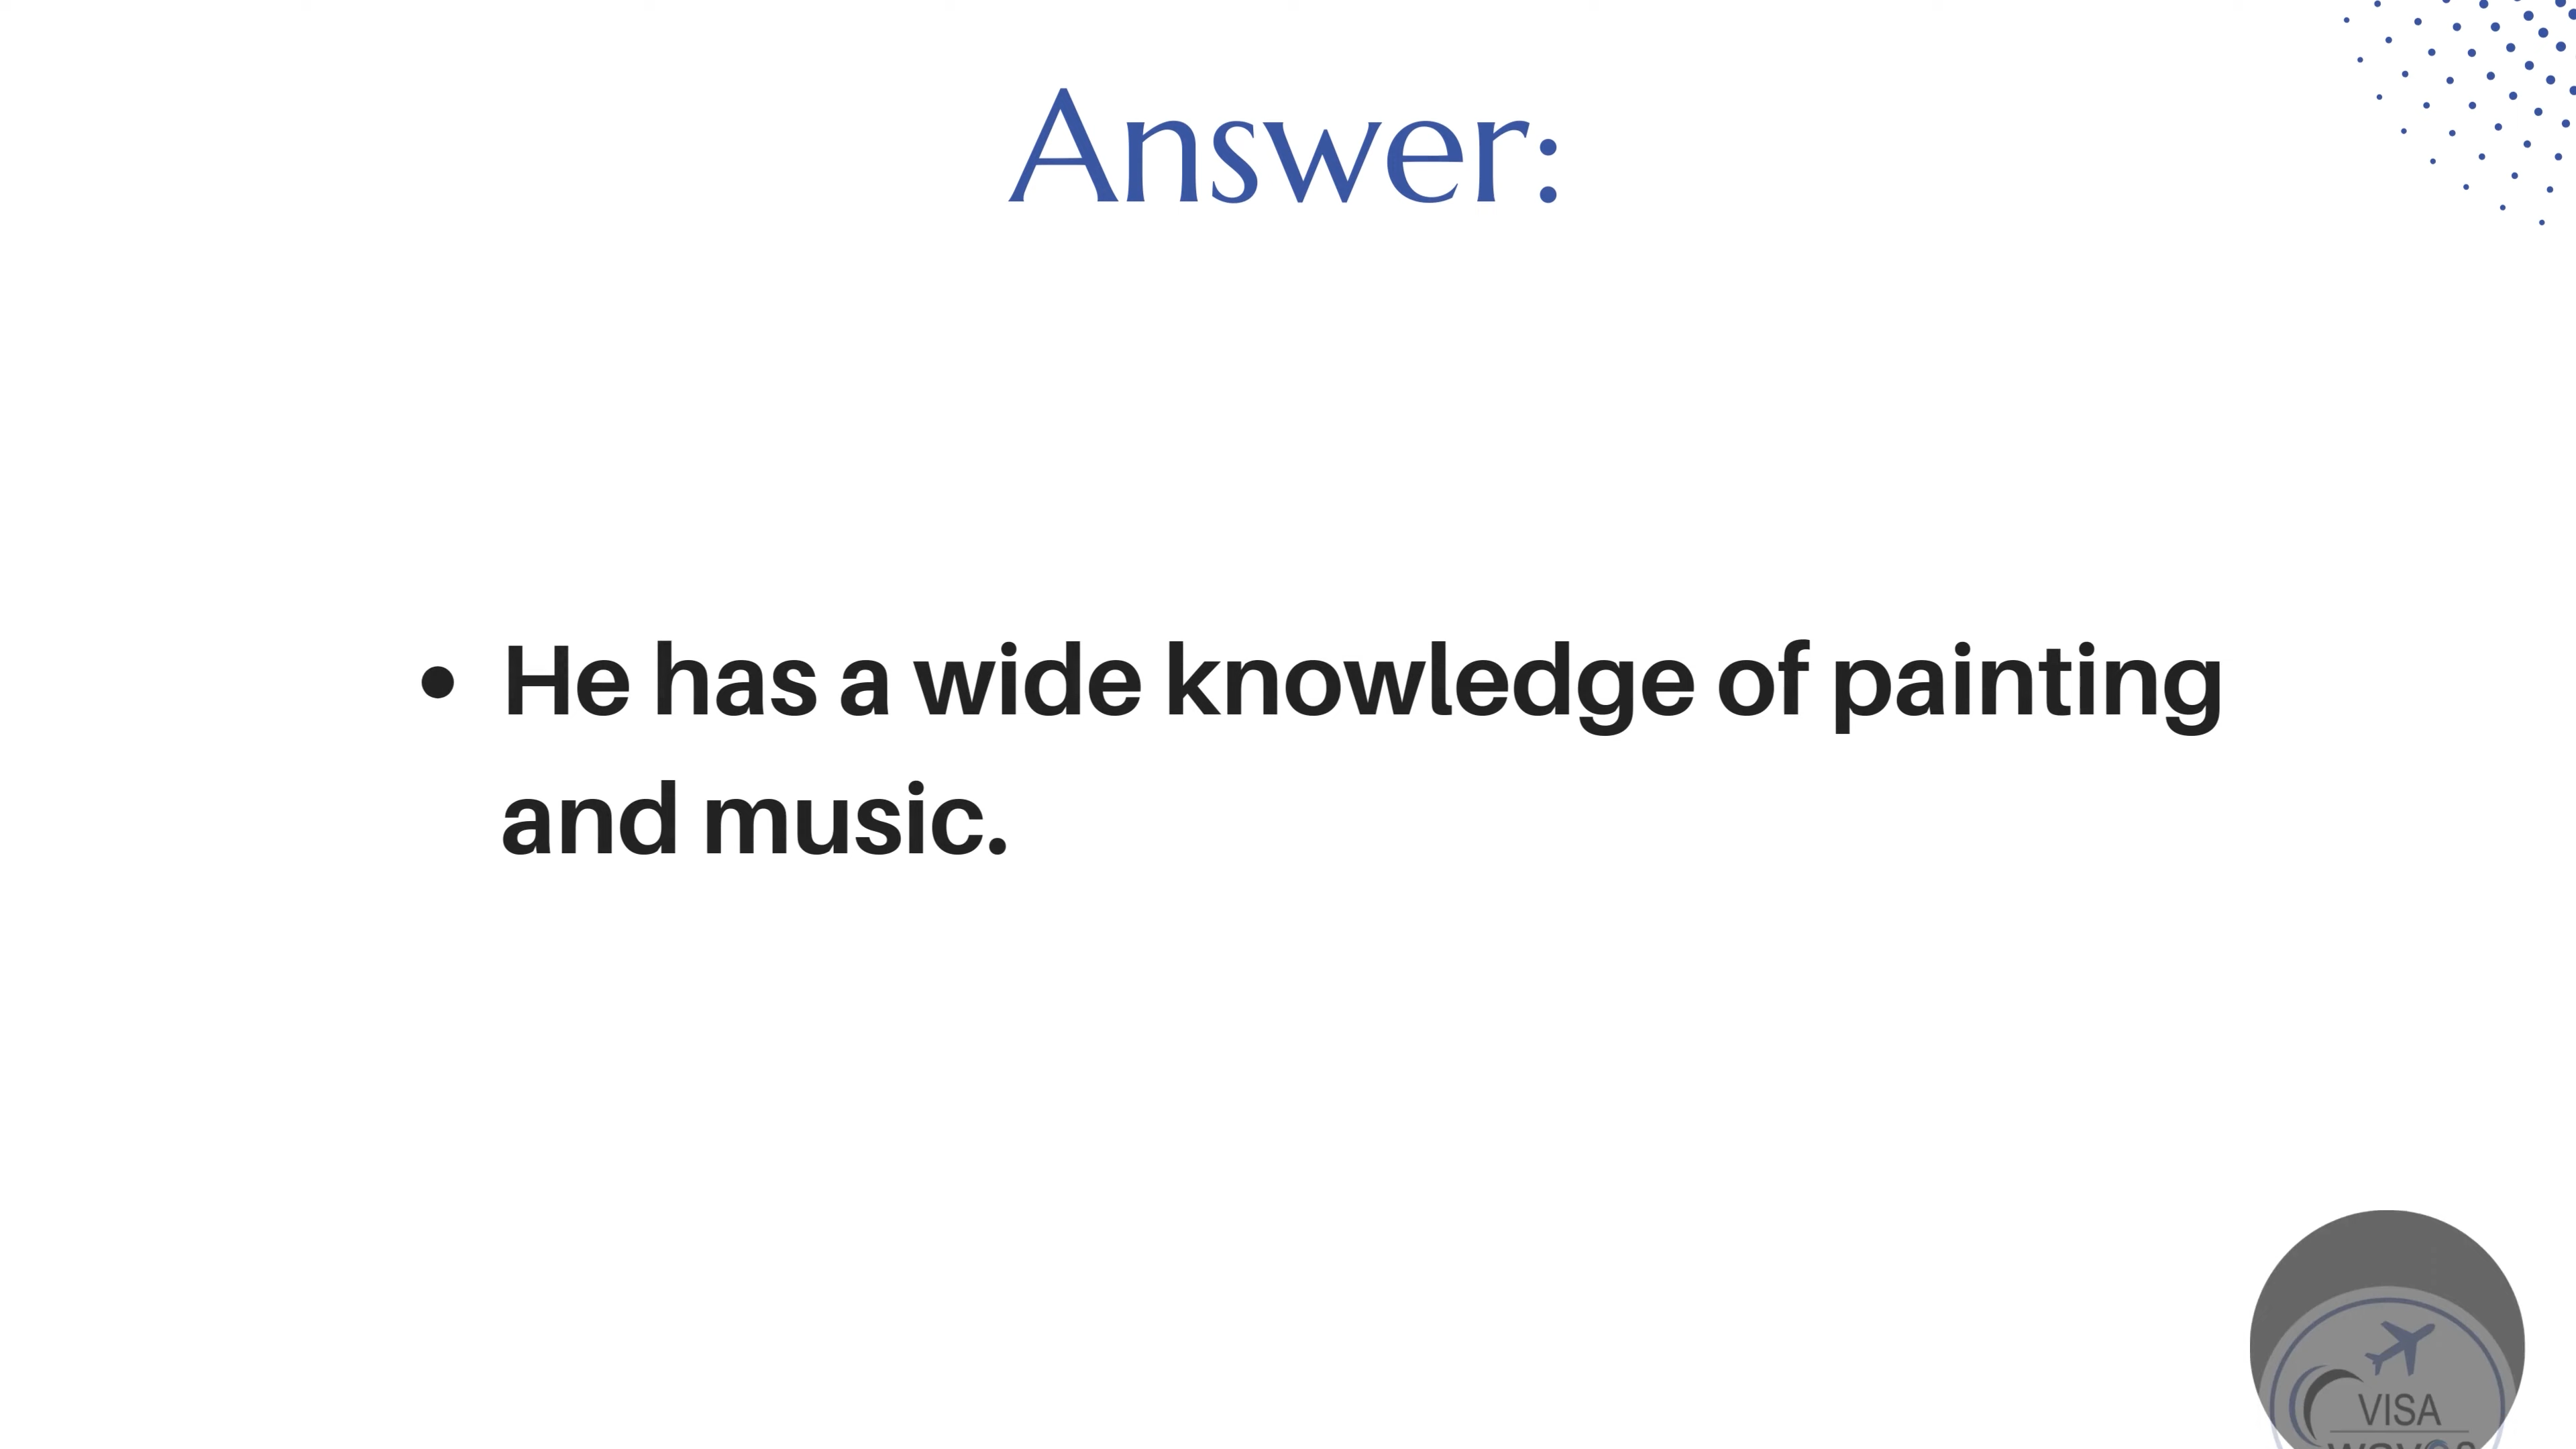 Answer:
• He has a wide knowledge of painting
and music.
VISA